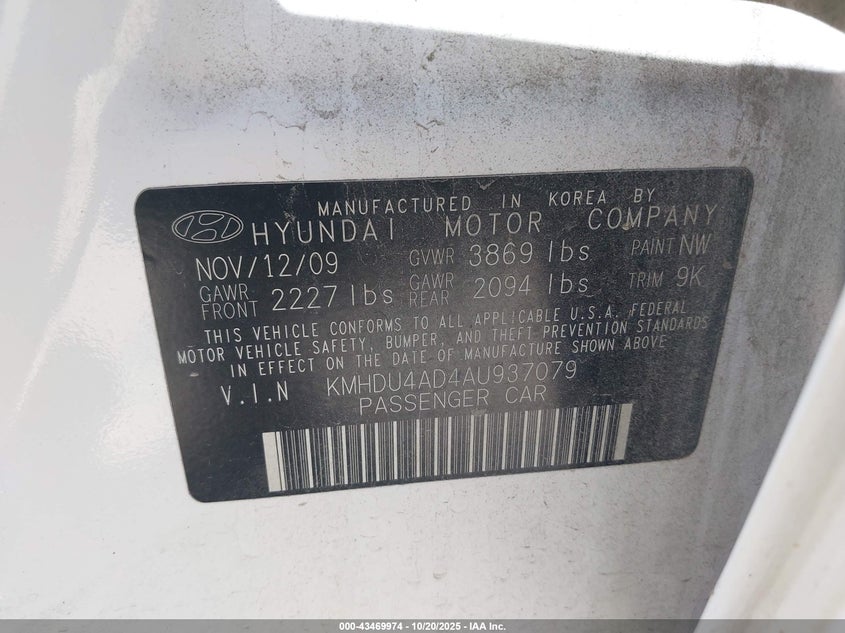 MANUFACTURED IN KOREA BY
HYUNDAI MOTOR COMPANY
NOV/12/09 GVWR 3869 lbs PAINT NW
GAWR FRONT 2227 lbs GAWR REAR 2094 lbs TRIM 9K
THIS VEHICLE CONFORMS TO ALL APPLICABLE U.S.A. FEDERAL
MOTOR VEHICLE SAFETY, BUMPER, AND THEFT PREVENTION STANDARDS
IN EFFECT ON THE DATE OF MANUFACTURE SHOWN ABOVE
V.I.N KMHDU4AD4AU937079
PASSENGER CAR
000-43469974 - 10/20/2025 - IAA Inc.